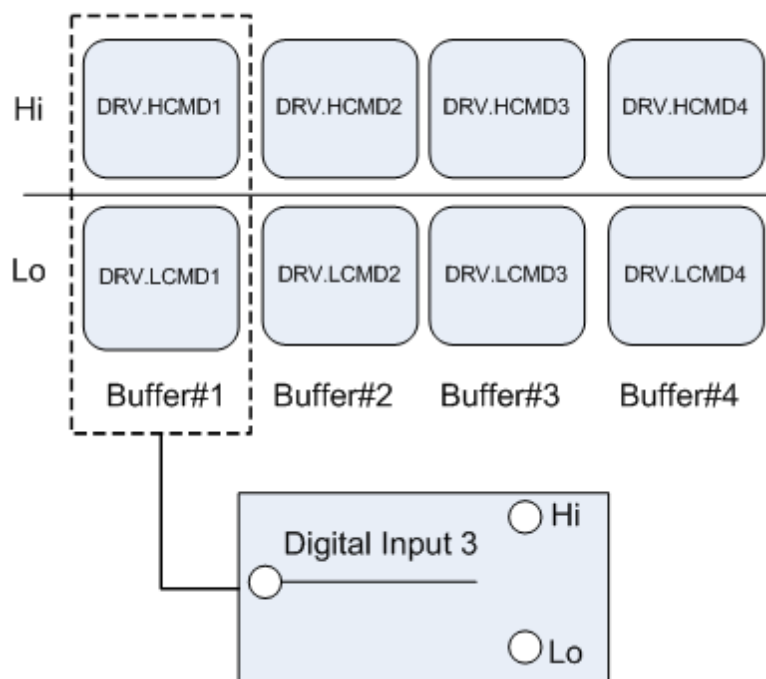 Hi
DRV.HCMD1 DRV.HCMD2 DRV.HCMD3 DRV.HCMD4
Lo
DRV.LCMD1 DRV.LCMD2 DRV.LCMD3 DRV.LCMD4
Buffer#1 Buffer#2 Buffer#3 Buffer#4
Hi
Digital Input 3
Lo